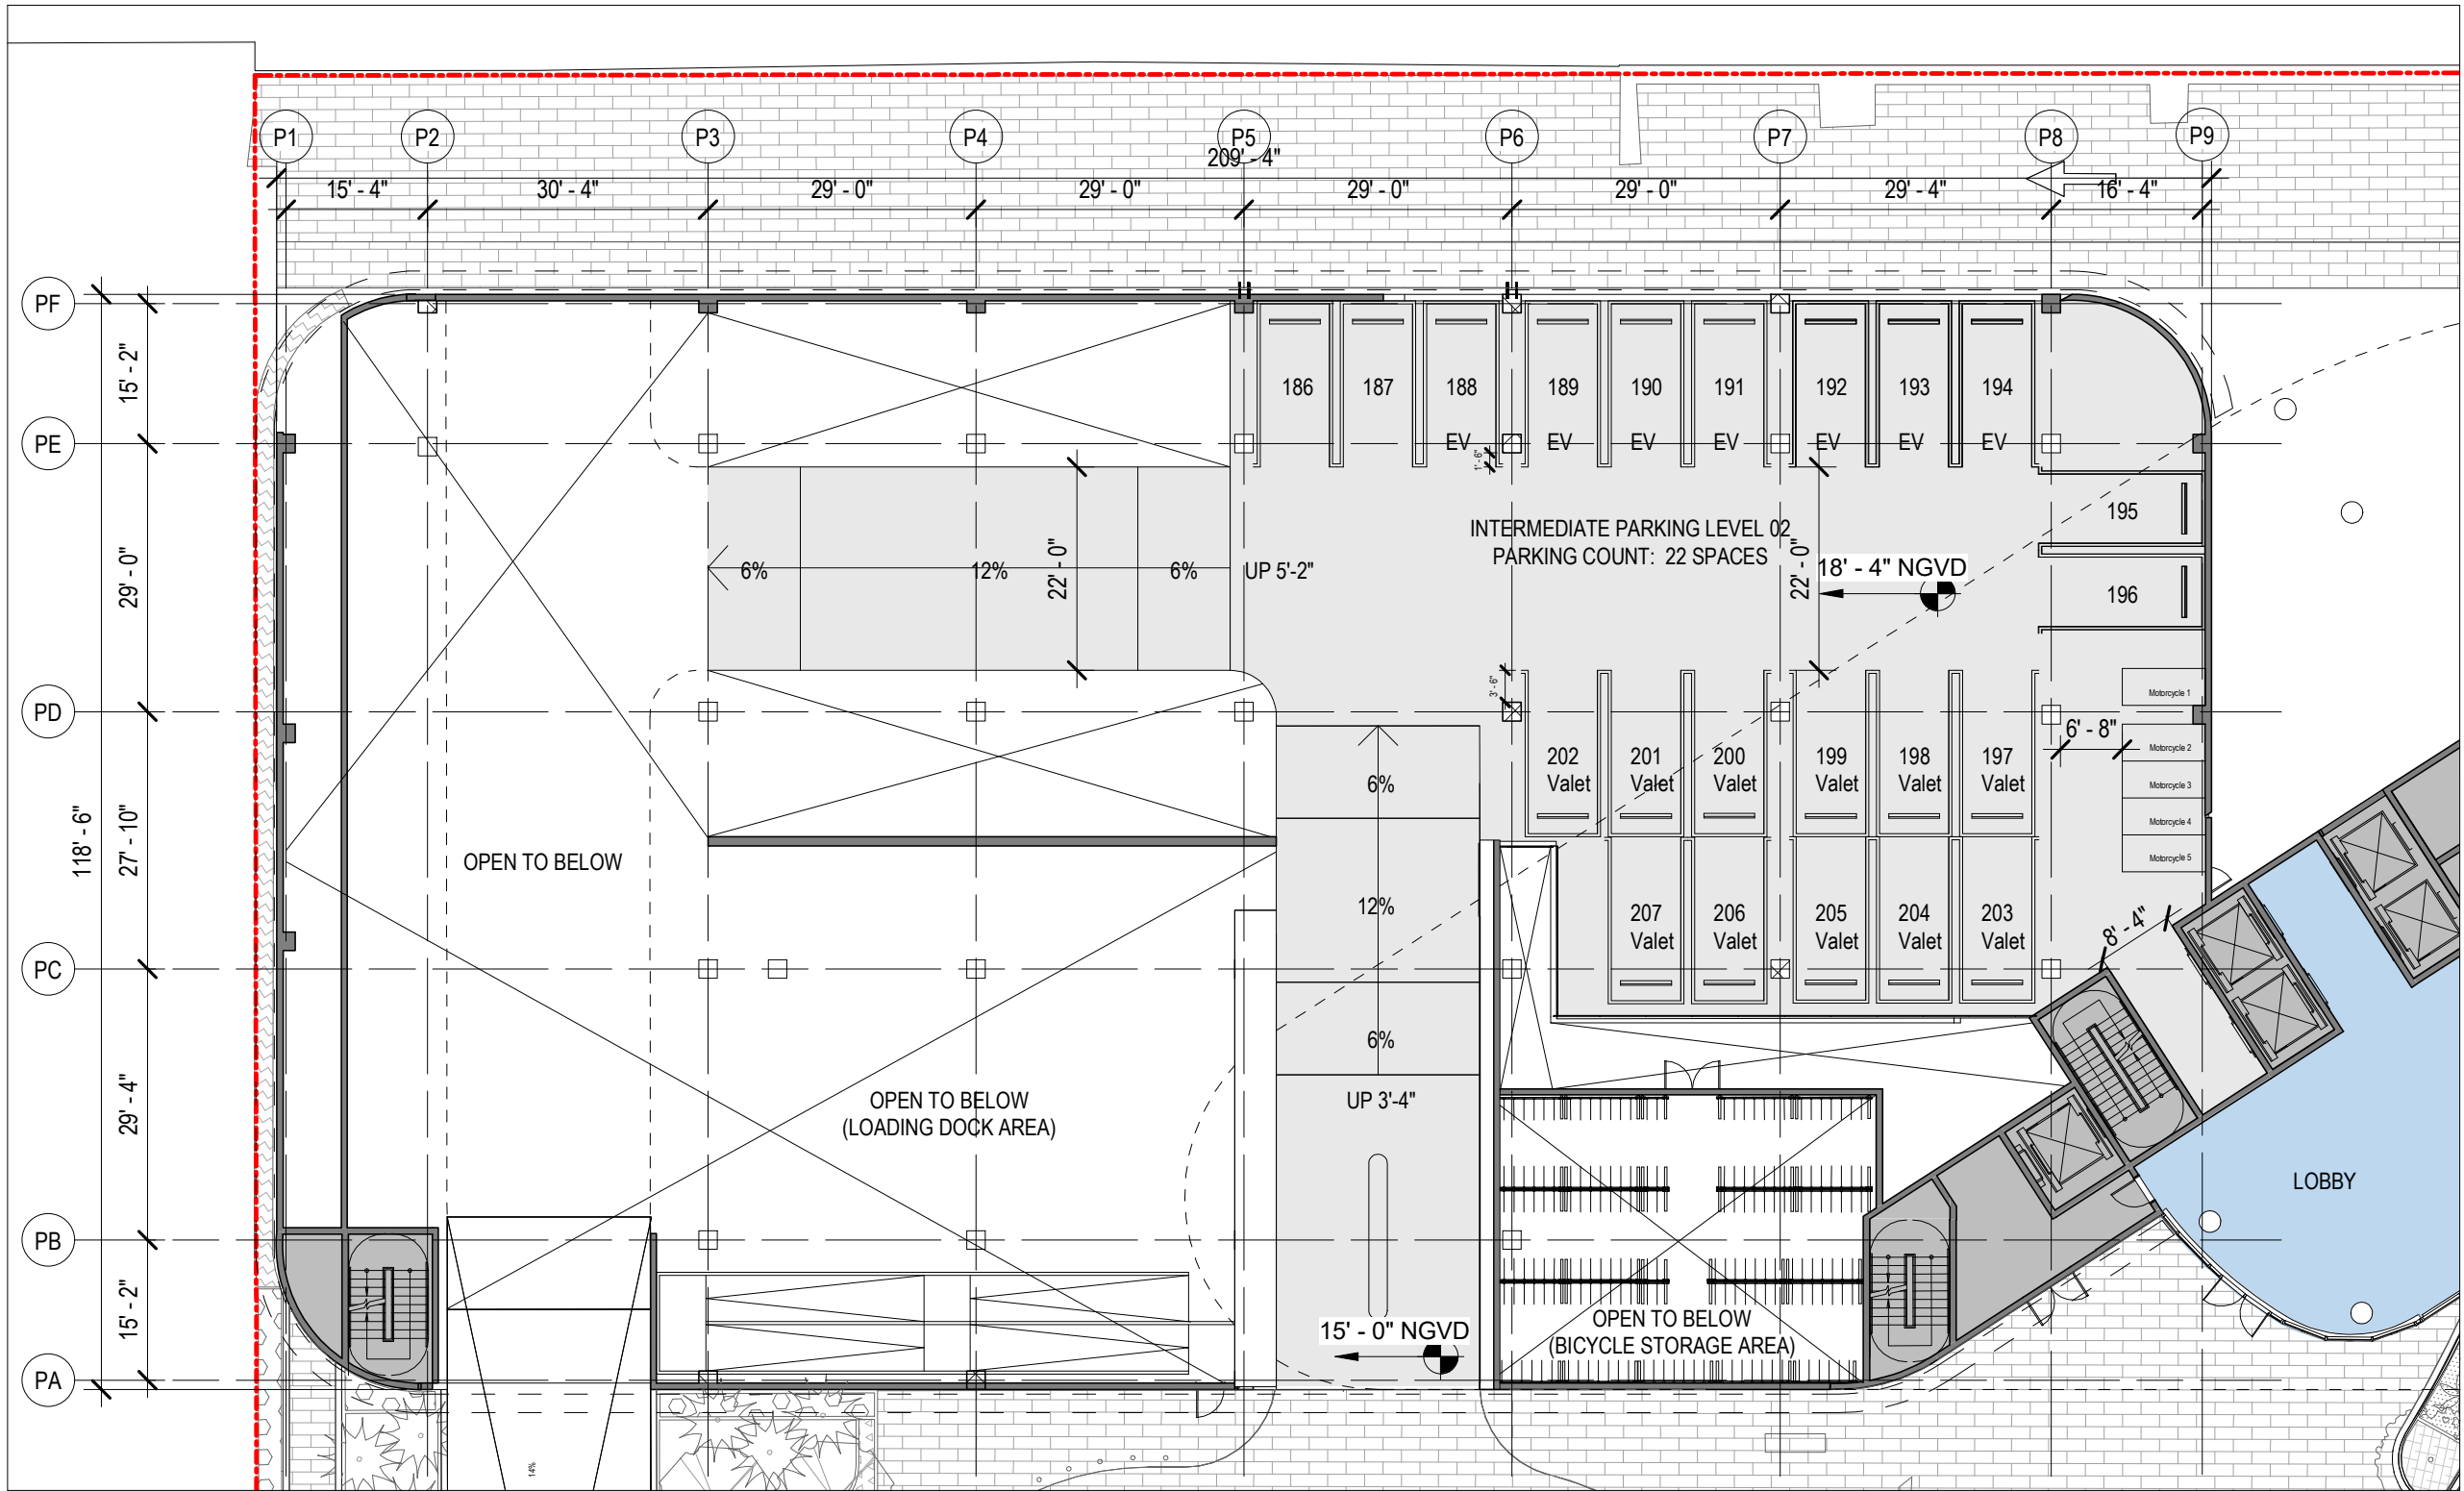 P1 P2 P3 P4 P5 P6 P7 P8 P9
209' - 4"
15' - 4" 30' - 4" 29' - 0" 29' - 0" 29' - 0" 29' - 0" 29' - 4" 16' - 4"
PF
15' - 2"
186 187 188 189 190 191 192 193 194
PE
EV EV EV EV EV EV EV
1' - 6"
195
INTERMEDIATE PARKING LEVEL 02
PARKING COUNT: 22 SPACES
29' - 0"
6% 12% 22' - 0" 6% UP 5'-2"
22' - 0"
18' - 4" NGVD
196
3' - 6"
Motorcycle 1
PD
6' - 8"
Motorcycle 2
202 201 200 199 198 197
Valet Valet Valet Valet Valet Valet
6%
Motorcycle 3
Motorcycle 4
118' - 6"
27' - 10"
OPEN TO BELOW
Motorcycle 5
12%
207 206 205 204 203
Valet Valet Valet Valet Valet
8' - 4"
PC
6%
29' - 4"
OPEN TO BELOW
(LOADING DOCK AREA)
UP 3'-4"
LOBBY
PB
15' - 2"
OPEN TO BELOW
(BICYCLE STORAGE AREA)
15' - 0" NGVD
PA
14%